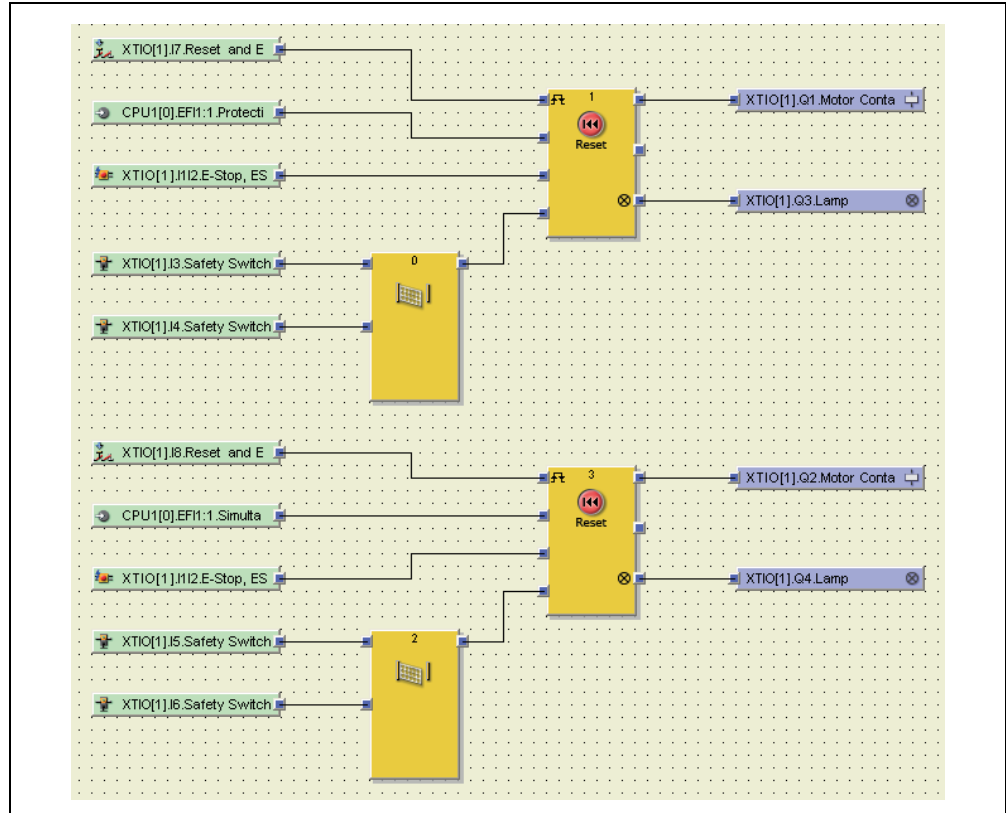 XTIO[1].I7.Reset and E
1
XTIO[1].Q1.Motor Conta
CPU1[0].EFI1:1.Protecti
Reset
XTIO[1].I1I2.E-Stop, ES
XTIO[1].Q3.Lamp
XTIO[1].I3.Safety Switch
0
XTIO[1].I4.Safety Switch
XTIO[1].I8.Reset and E
3
XTIO[1].Q2.Motor Conta
CPU1[0].EFI1:1.Simulta
Reset
XTIO[1].I1I2.E-Stop, ES
XTIO[1].Q4.Lamp
XTIO[1].I5.Safety Switch
2
XTIO[1].I6.Safety Switch